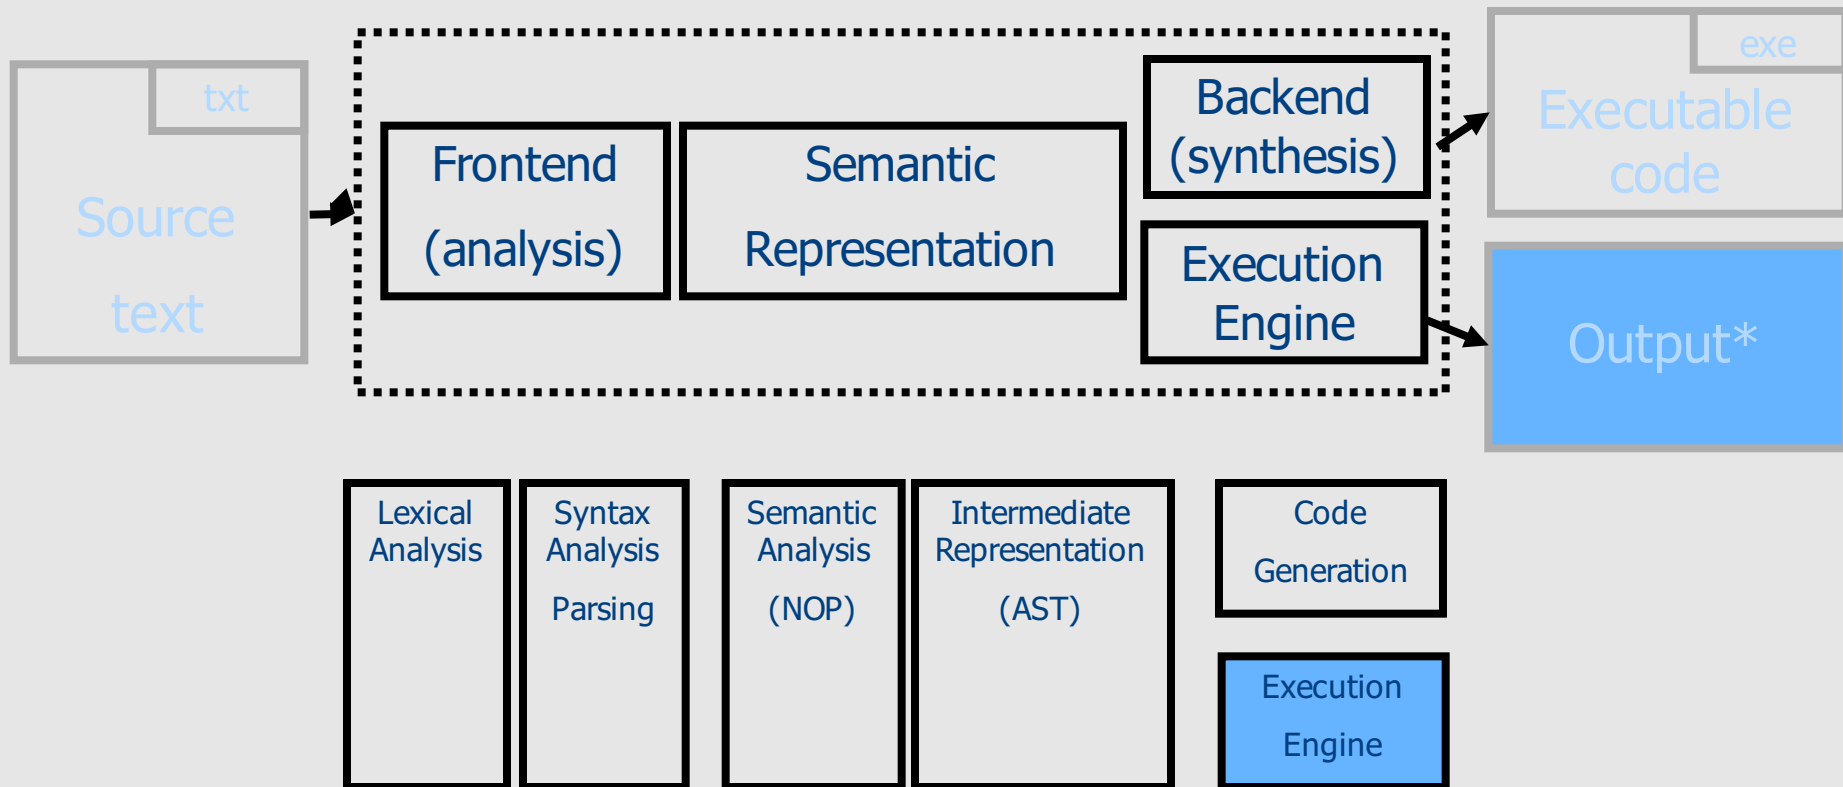 txt
Source
text
Frontend
(analysis)
Semantic
Representation
Backend
(synthesis)
Execution
Engine
exe
Executable
code
Output*
Lexical
Analysis
Syntax
Analysis
Parsing
Semantic
Analysis
(NOP)
Intermediate
Representation
(AST)
Code
Generation
Execution
Engine